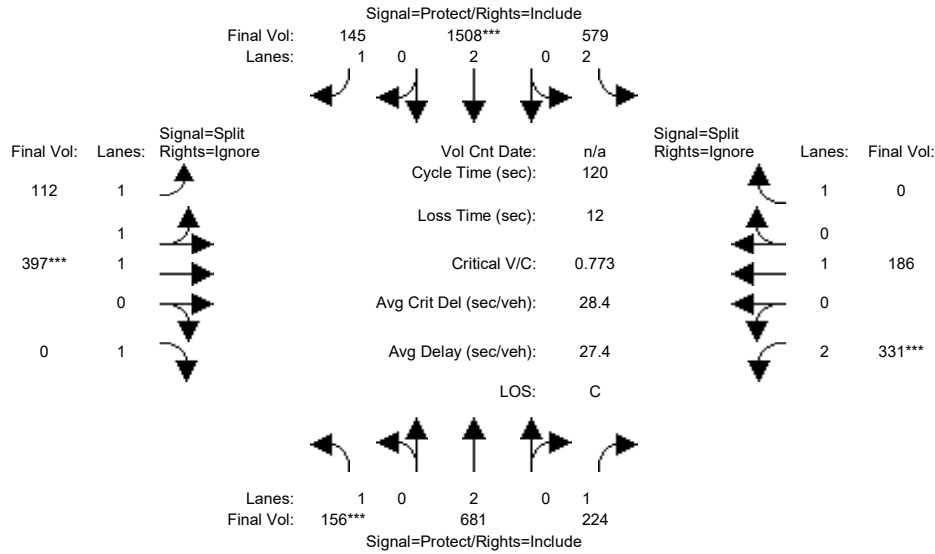 Signal=Protect/Rights=Include
Final Vol: 145 1508*** 579
Lanes: 1 0 2 0 2
Signal=Split Signal=Split
Final Vol: Lanes: Rights=Ignore Vol Cnt Date: n/a Rights=Ignore Lanes: Final Vol:
Cycle Time (sec): 120
112 1 1 0
Loss Time (sec): 12
1 0
397*** 1 Critical V/C: 0.773 1 186
0 Avg Crit Del (sec/veh): 28.4 0
0 1 Avg Delay (sec/veh): 27.4 2 331***
LOS: C
Lanes: 1 0 2 0 1
Final Vol: 156*** 681 224
Signal=Protect/Rights=Include